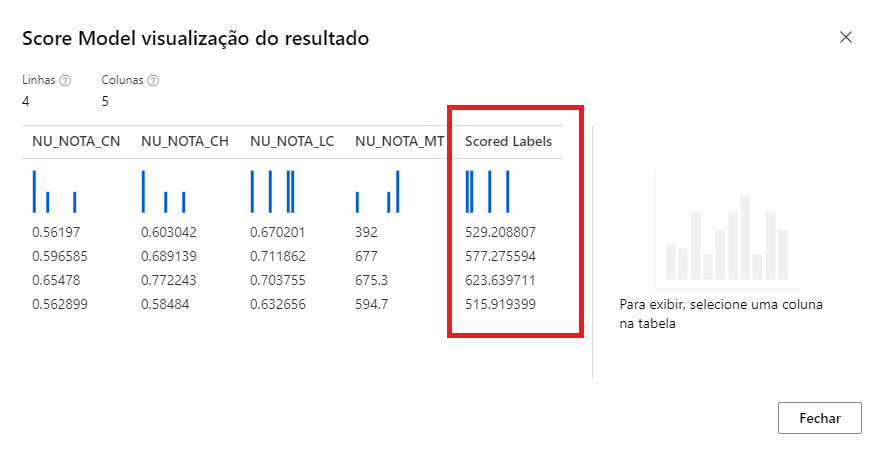 Score Model visualização do resultado
Linhas Colunas
4 5
NU_NOTA_CN NU_NOTA_CH NU_NOTA_LC NU_NOTA_MT Scored Labels
0.56197 0.603042 0.670201 392 529.208807
0.596585 0.689139 0.711862 677 577.275594
0.65478 0.772243 0.703755 675.3 623.639711
0.562899 0.58484 0.632656 594.7 515.919399
Para exibir, selecione uma coluna
na tabela
Fechar